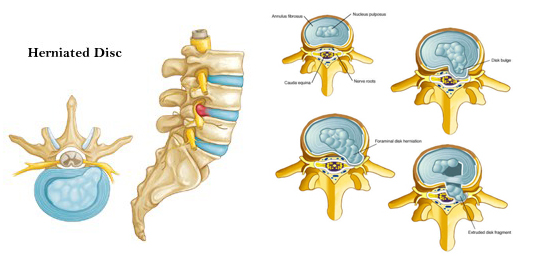 Herniated Disc
Annulus fibrosus
Nucleus pulposus
Cauda equina
Nerve roots
Disk bulge
Foraminal disk herniation
Extruded disk fragment